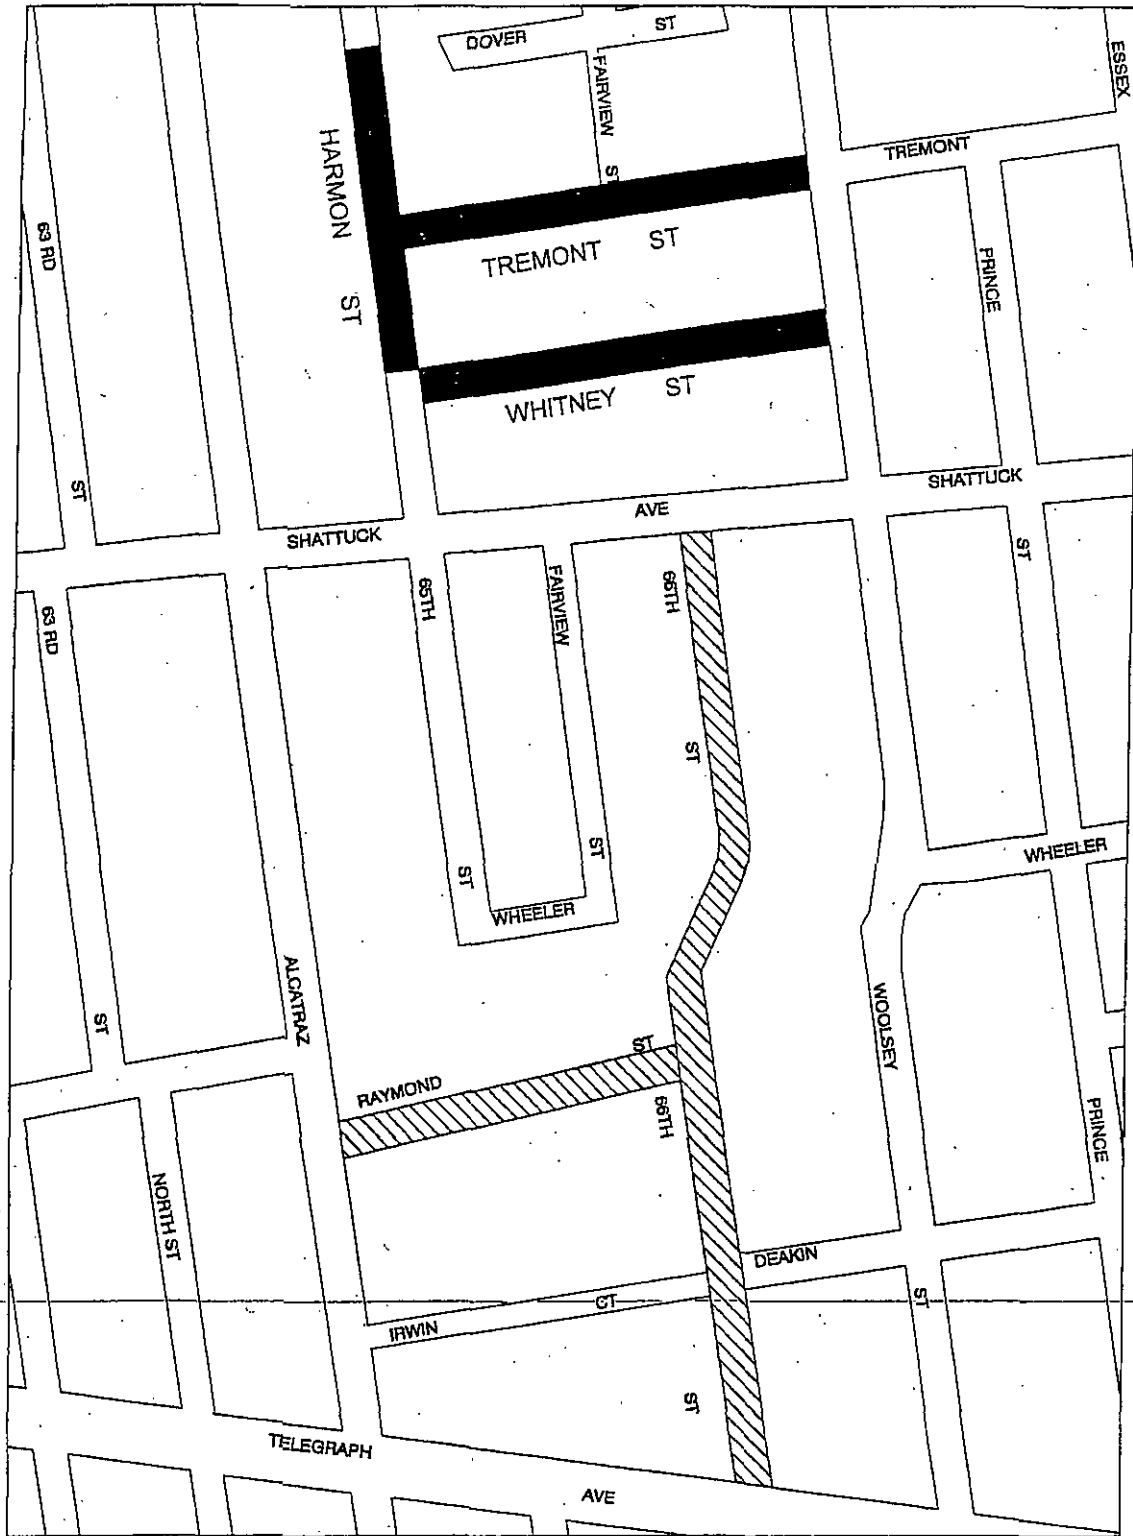 DOVER ST
FAIRVIEW ST
ESSEX
TREMONT
HARMON ST
63 RD ST
TREMONT ST
PRINCE
WHITNEY ST
SHATTUCK
AVE
SHATTUCK
ST
65TH ST
FAIRVIEW ST
66TH ST
63 RD ST
WHEELER
WHEELER
ALCATRAZ
WOOLSEY ST
RAYMOND ST
66TH ST
PRINCE
NORTH ST
DEAKIN
IRWIN CT
TELEGRAPH AVE